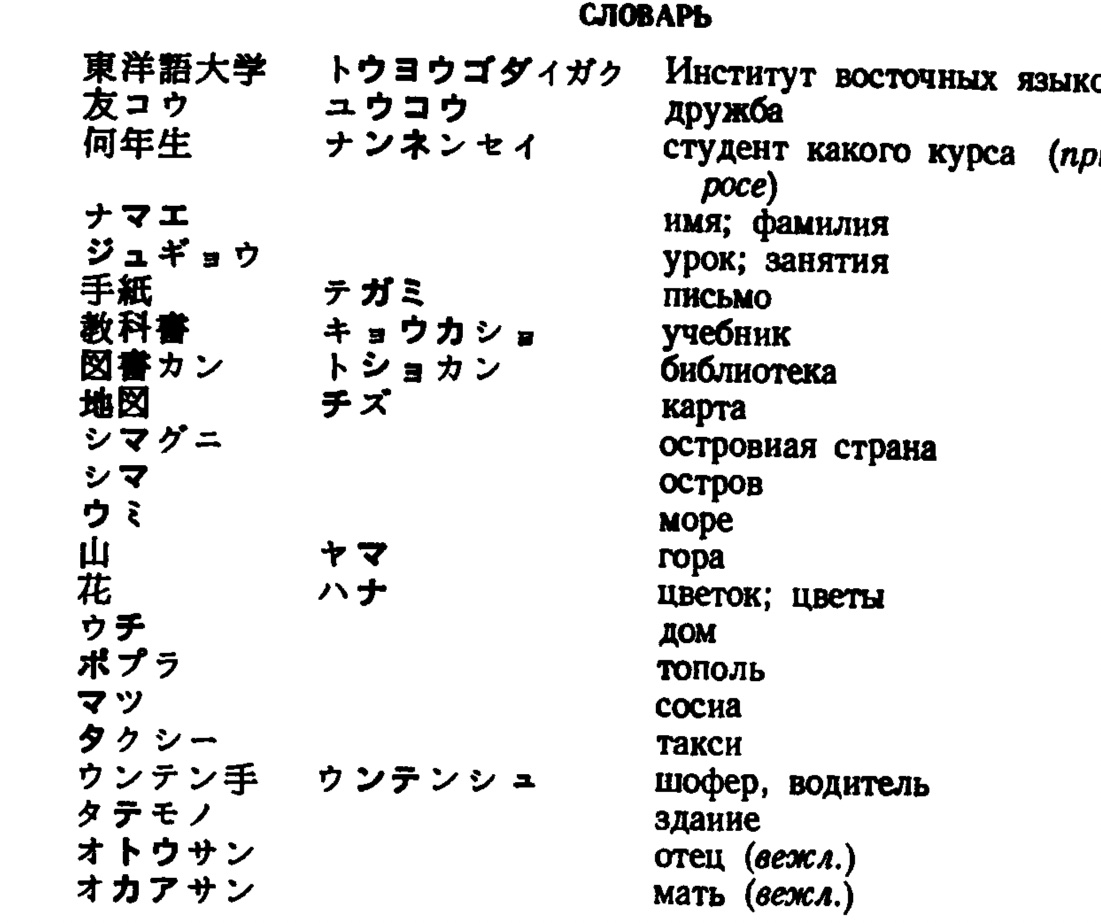 СЛОВАРЬ
東洋語大学 トウヨウゴダイガク Институт восточных языко
友コウ ユウコウ дружба
何年生 ナンネンセイ студент какого курса (при
росе)
ナマエ имя; фамилия
ジュギョウ урок; занятия
手紙 テガミ письмо
教科書 キョウカショ учебник
図書カン トショカン библиотека
地図 チズ карта
シマグニ островная страна
シマ остров
ウミ море
山 ヤマ гора
花 ハナ цветок; цветы
ウチ дом
ポプラ тополь
マツ сосна
タクシー такси
ウンテン手 ウンテンシュ шофер, водитель
タテモノ здание
オトウサン отец (вежл.)
オカアサン мать (вежл.)